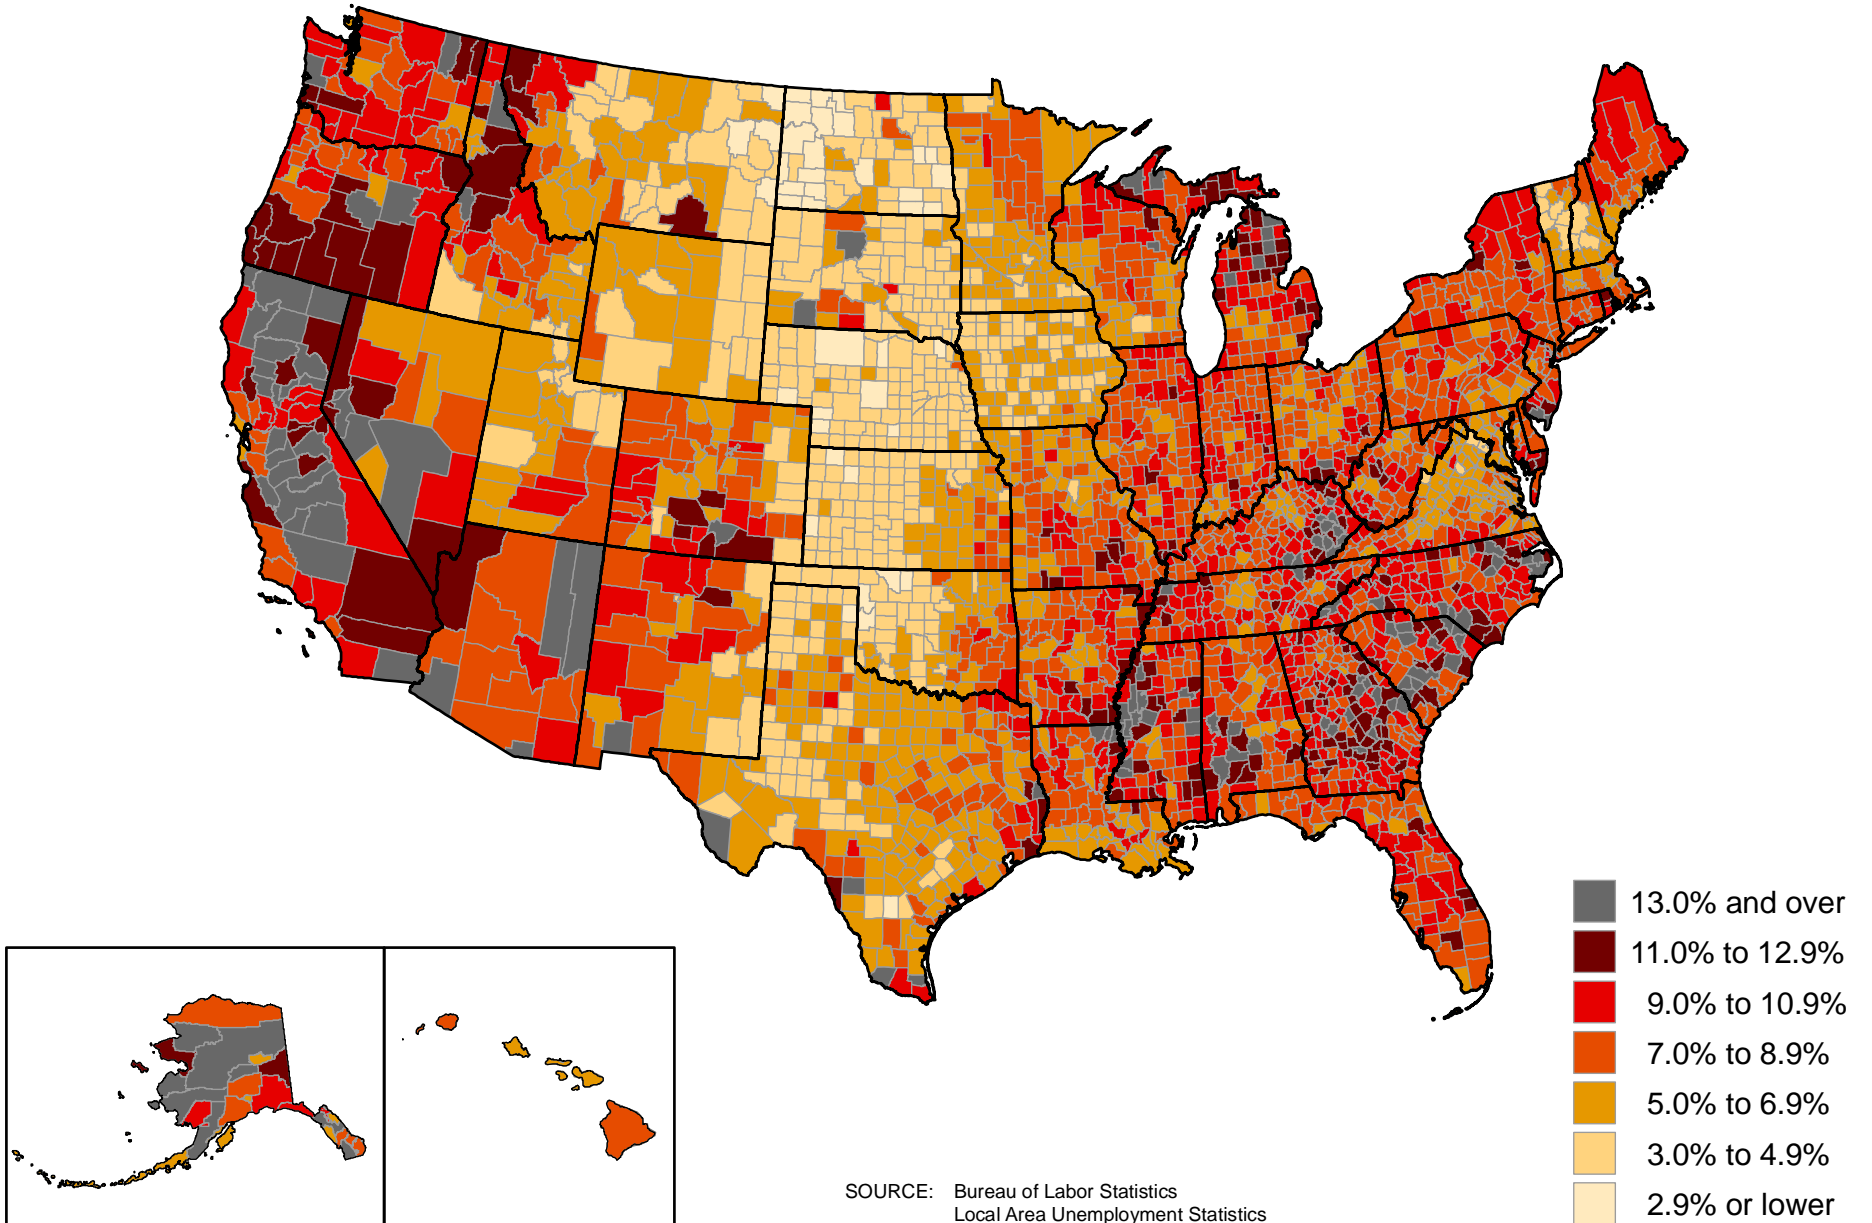 13.0% and over
11.0% to 12.9%
9.0% to 10.9%
7.0% to 8.9%
5.0% to 6.9%
3.0% to 4.9%
2.9% or lower
SOURCE: Bureau of Labor Statistics
Local Area Unemployment Statistics